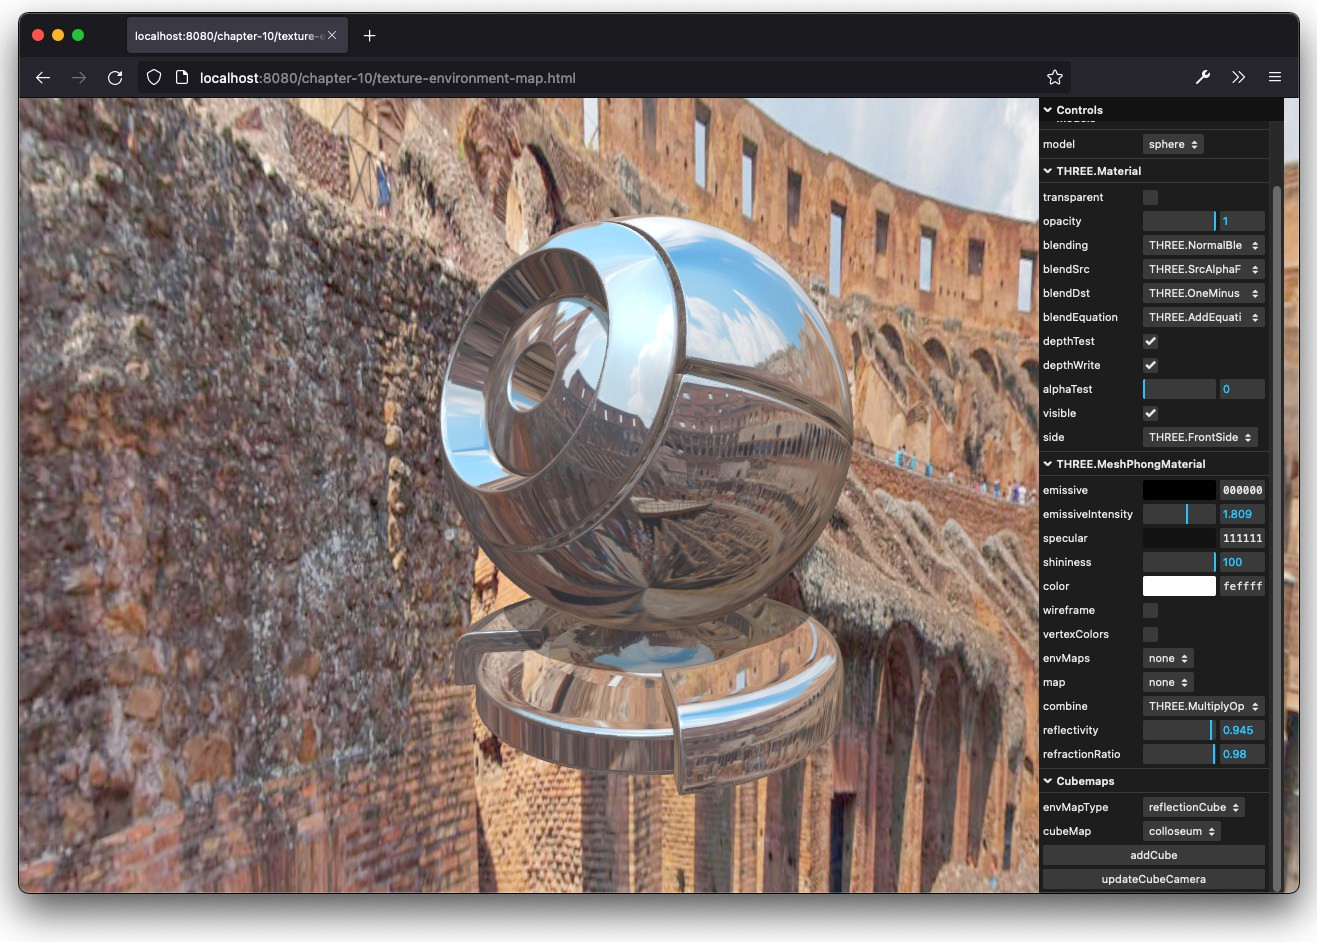 localhost:8080/chapter-10/texture-e
localhost:8080/chapter-10/texture-environment-map.html
Controls
model sphere
THREE.Material
transparent
opacity 1
blending THREE.NormalBle
blendSrc THREE.SrcAlphaF
blendDst THREE.OneMinus
blendEquation THREE.AddEquati
depthTest
depthWrite
alphaTest 0
visible
side THREE.FrontSide
THREE.MeshPhongMaterial
emissive 000000
emissiveIntensity 1.809
specular 111111
shininess 100
color feffff
wireframe
vertexColors
envMaps none
map none
combine THREE.MultiplyOp
reflectivity 0.945
refractionRatio 0.98
Cubemaps
envMapType reflectionCube
cubeMap colloseum
addCube
updateCubeCamera